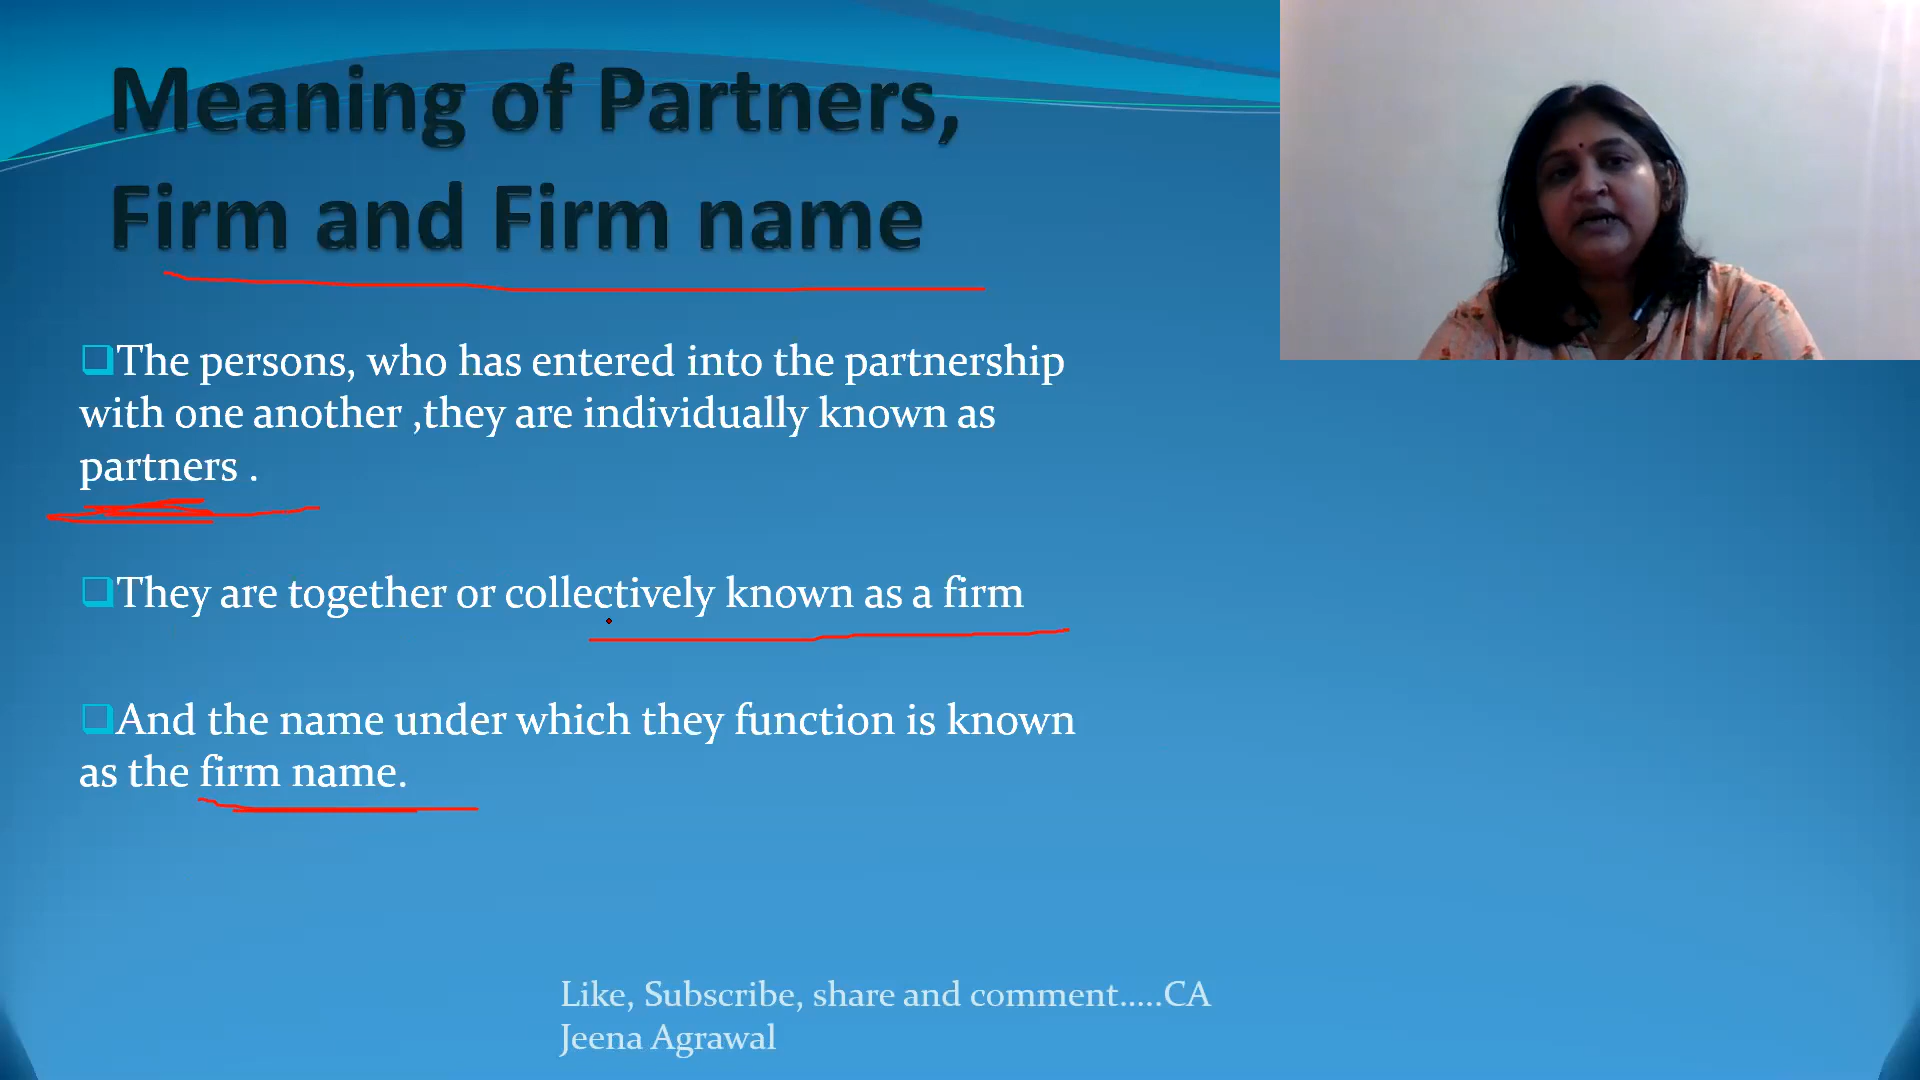 Meaning of Partners,
Firm and Firm name
The persons, who has entered into the partnership
with one another ,they are individually known as
partners .
They are together or collectively known as a firm
And the name under which they function is known
as the firm name.
Like, Subscribe, share and comment.....CA
Jeena Agrawal